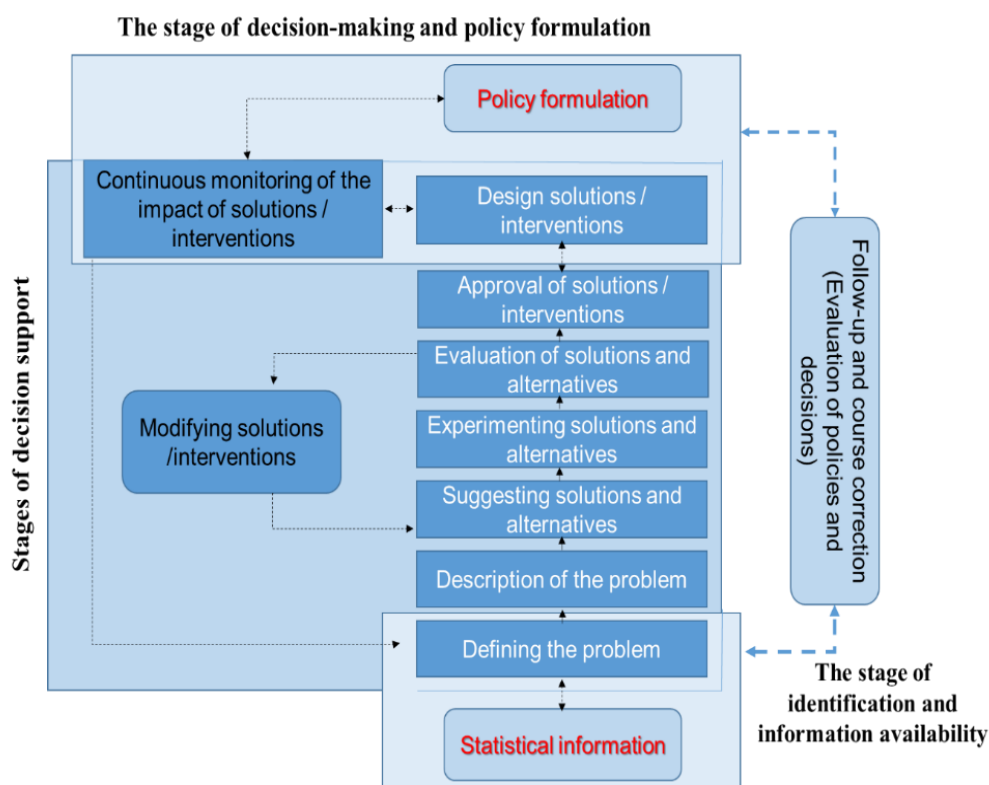 The stage of decision-making and policy formulation
Policy formulation
Continuous monitoring of the
impact of solutions /
interventions
Design solutions /
interventions
Approval of solutions /
interventions
Evaluation of solutions and
alternatives
Modifying solutions
/interventions
Experimenting solutions and
alternatives
Suggesting solutions and
alternatives
Description of the problem
Defining the problem
Statistical information
Stages of decision support
Follow-up and course correction
(Evaluation of policies and
decisions)
The stage of
identification and
information availability